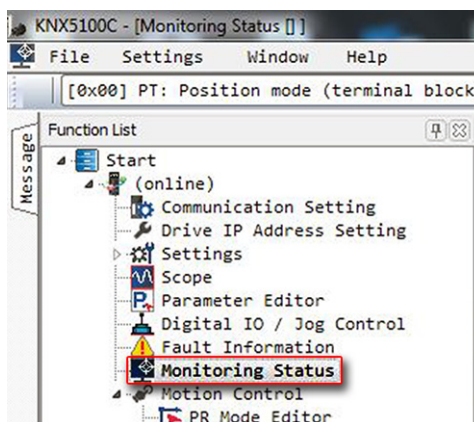 KNX5100C - [Monitoring Status [] ]
File Settings Window Help
[0x00] PT: Position mode (terminal block
Message
Function List
Start
(online)
Communication Setting
Drive IP Address Setting
Settings
Scope
Parameter Editor
Digital IO / Jog Control
Fault Information
Monitoring Status
Motion Control
PR Mode Editor